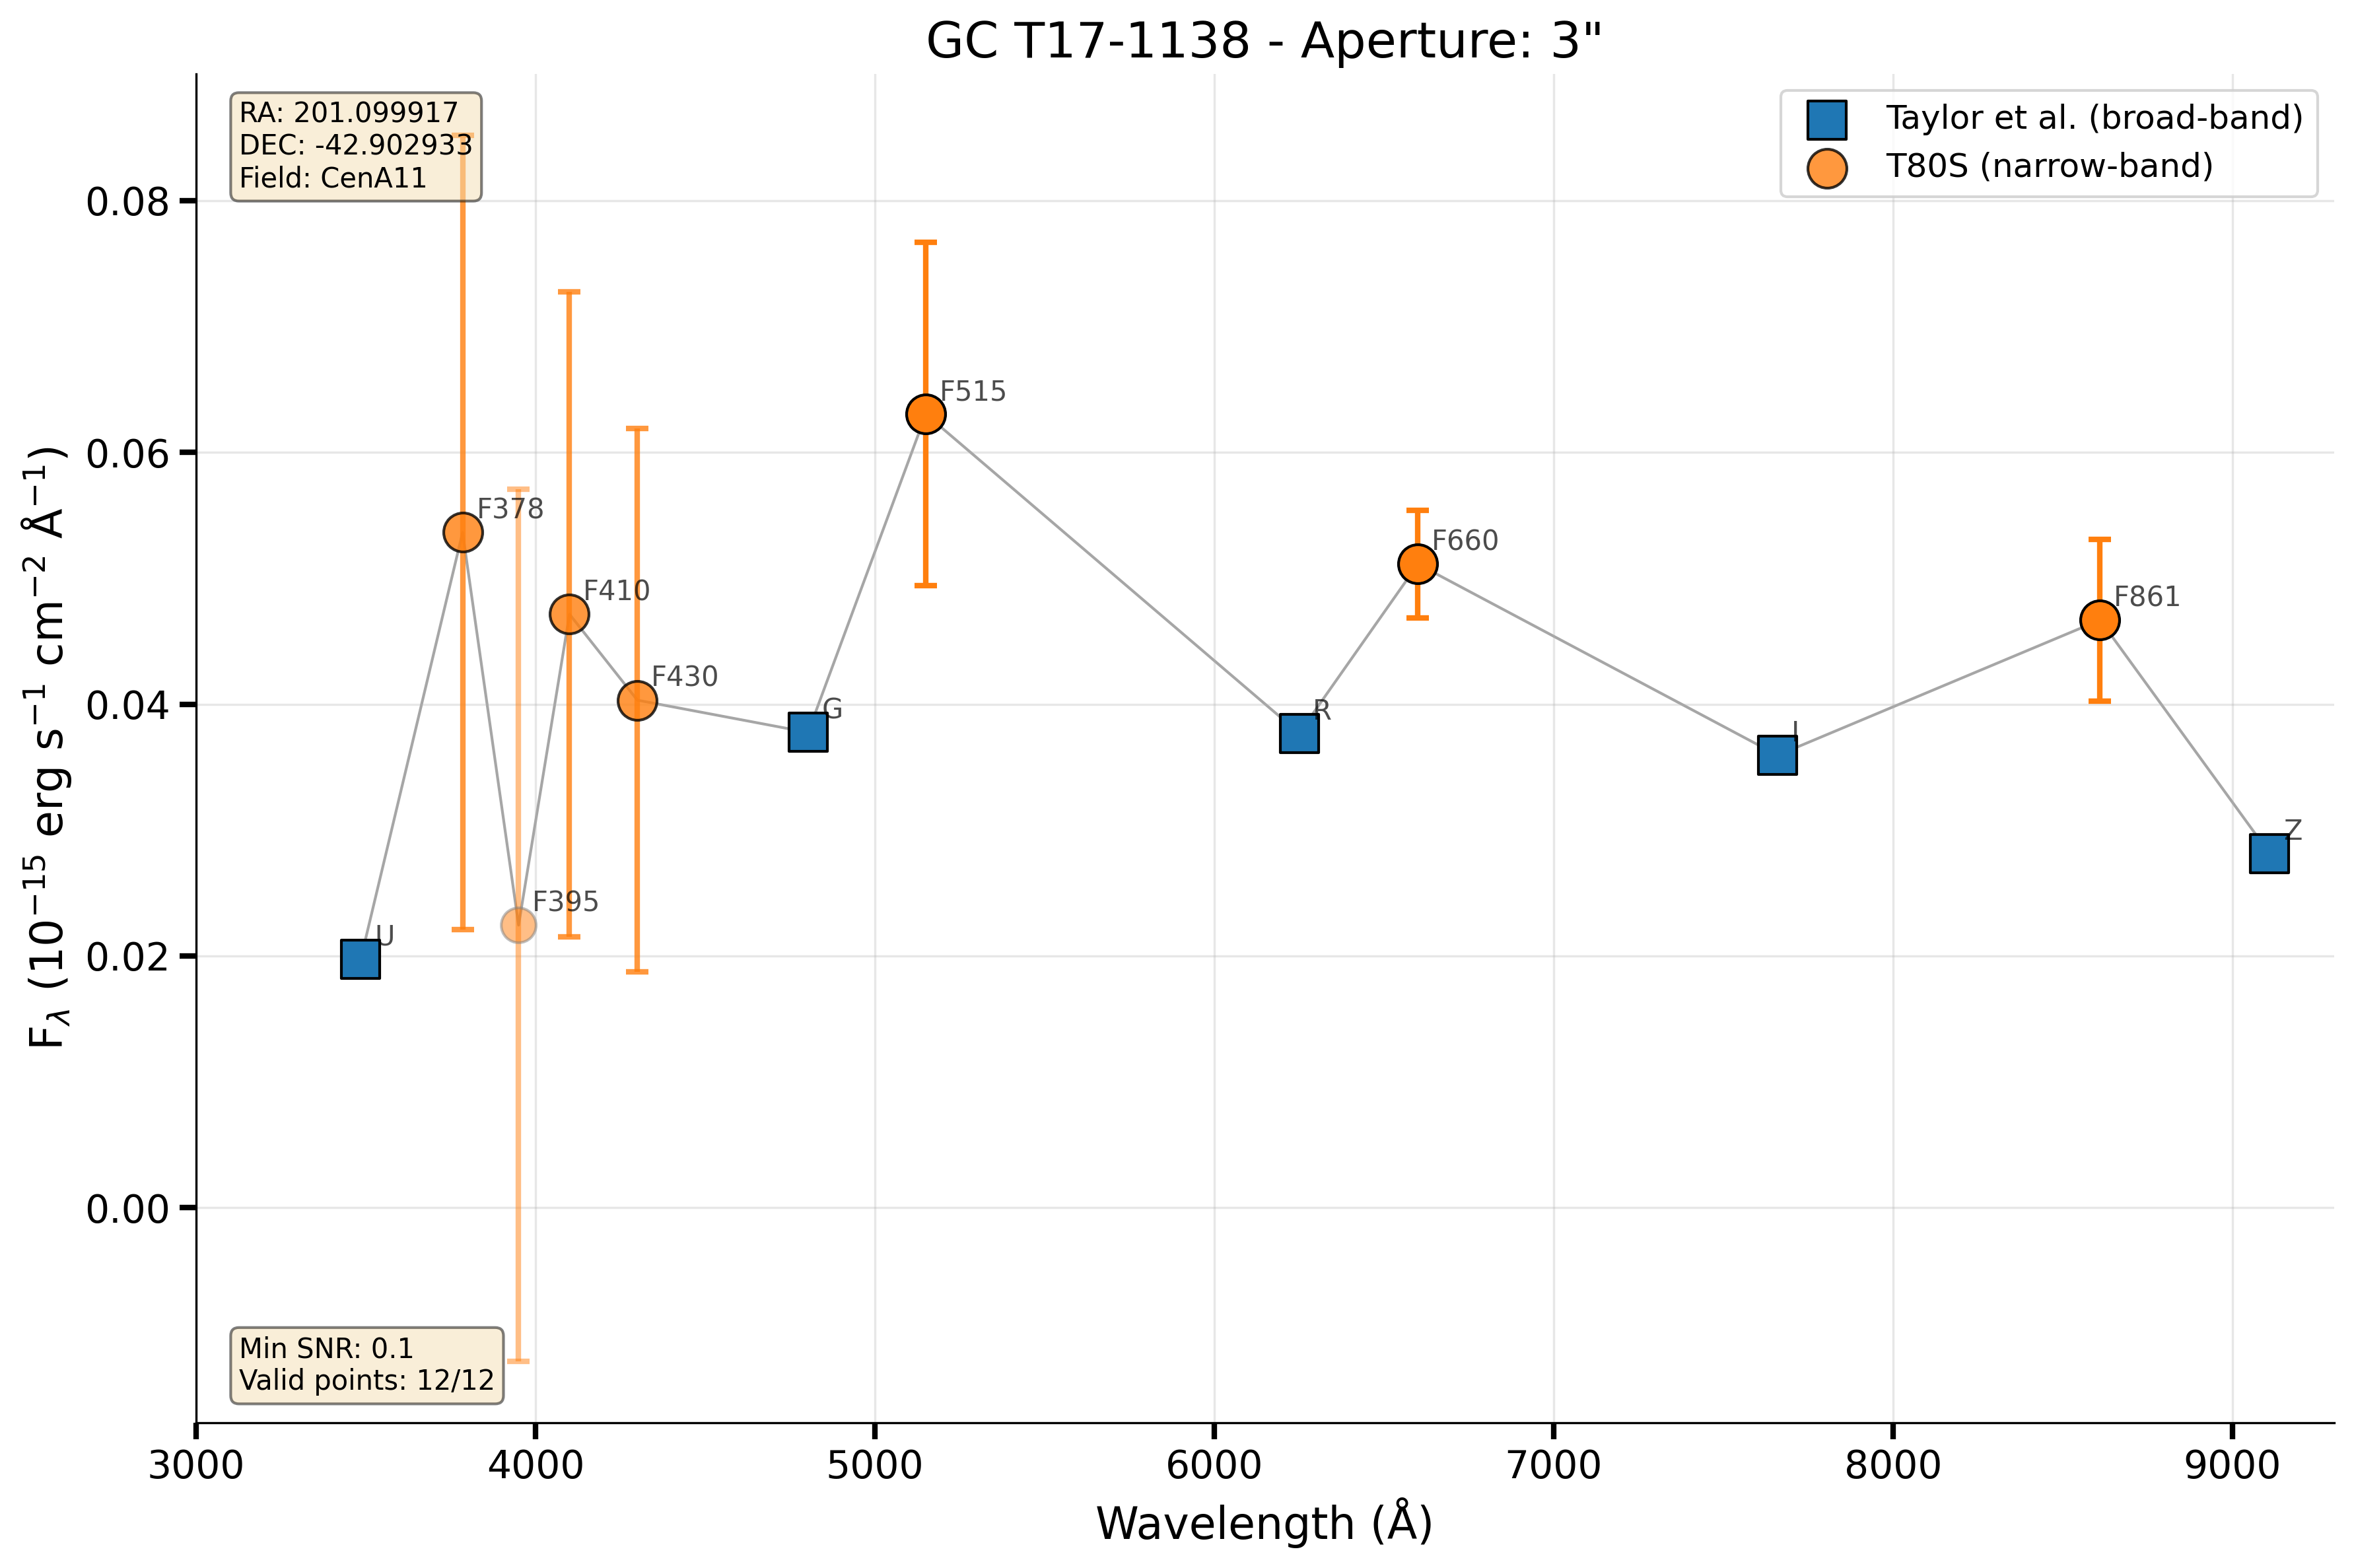 GC T17-1138 - Aperture: 3"
RA: 201.099917
DEC: -42.902933
Field: CenA11
Taylor et al. (broad-band)
T80S (narrow-band)
F378
F395
F410
F430
F515
F660
F861
U
G
R
I
Z
0.08
0.06
0.04
0.02
0.00
F_λ (10⁻¹⁵ erg s⁻¹ cm⁻² Å⁻¹)
Min SNR: 0.1
Valid points: 12/12
3000 4000 5000 6000 7000 8000 9000
Wavelength (Å)